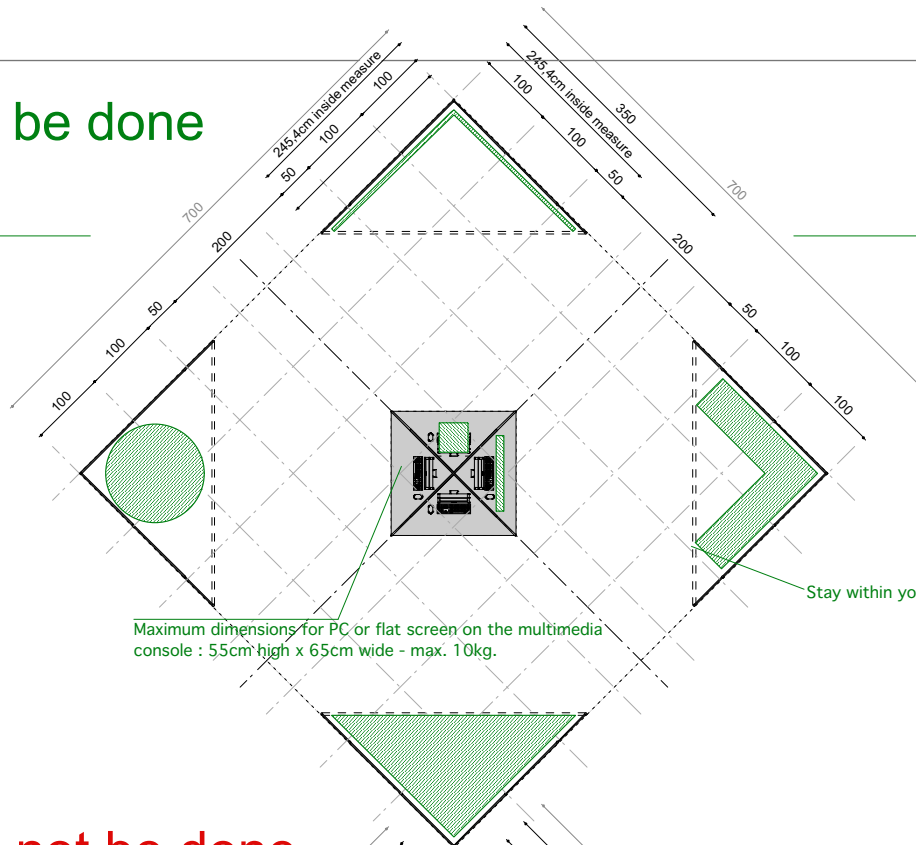 be done
245,4cm inside measure
100
100
50
200
50
100
100
700
245,4cm inside measure
350
100
100
50
200
50
100
100
700
Stay within yo
Maximum dimensions for PC or flat screen on the multimedia
console : 55cm high x 65cm wide - max. 10kg.
not be done